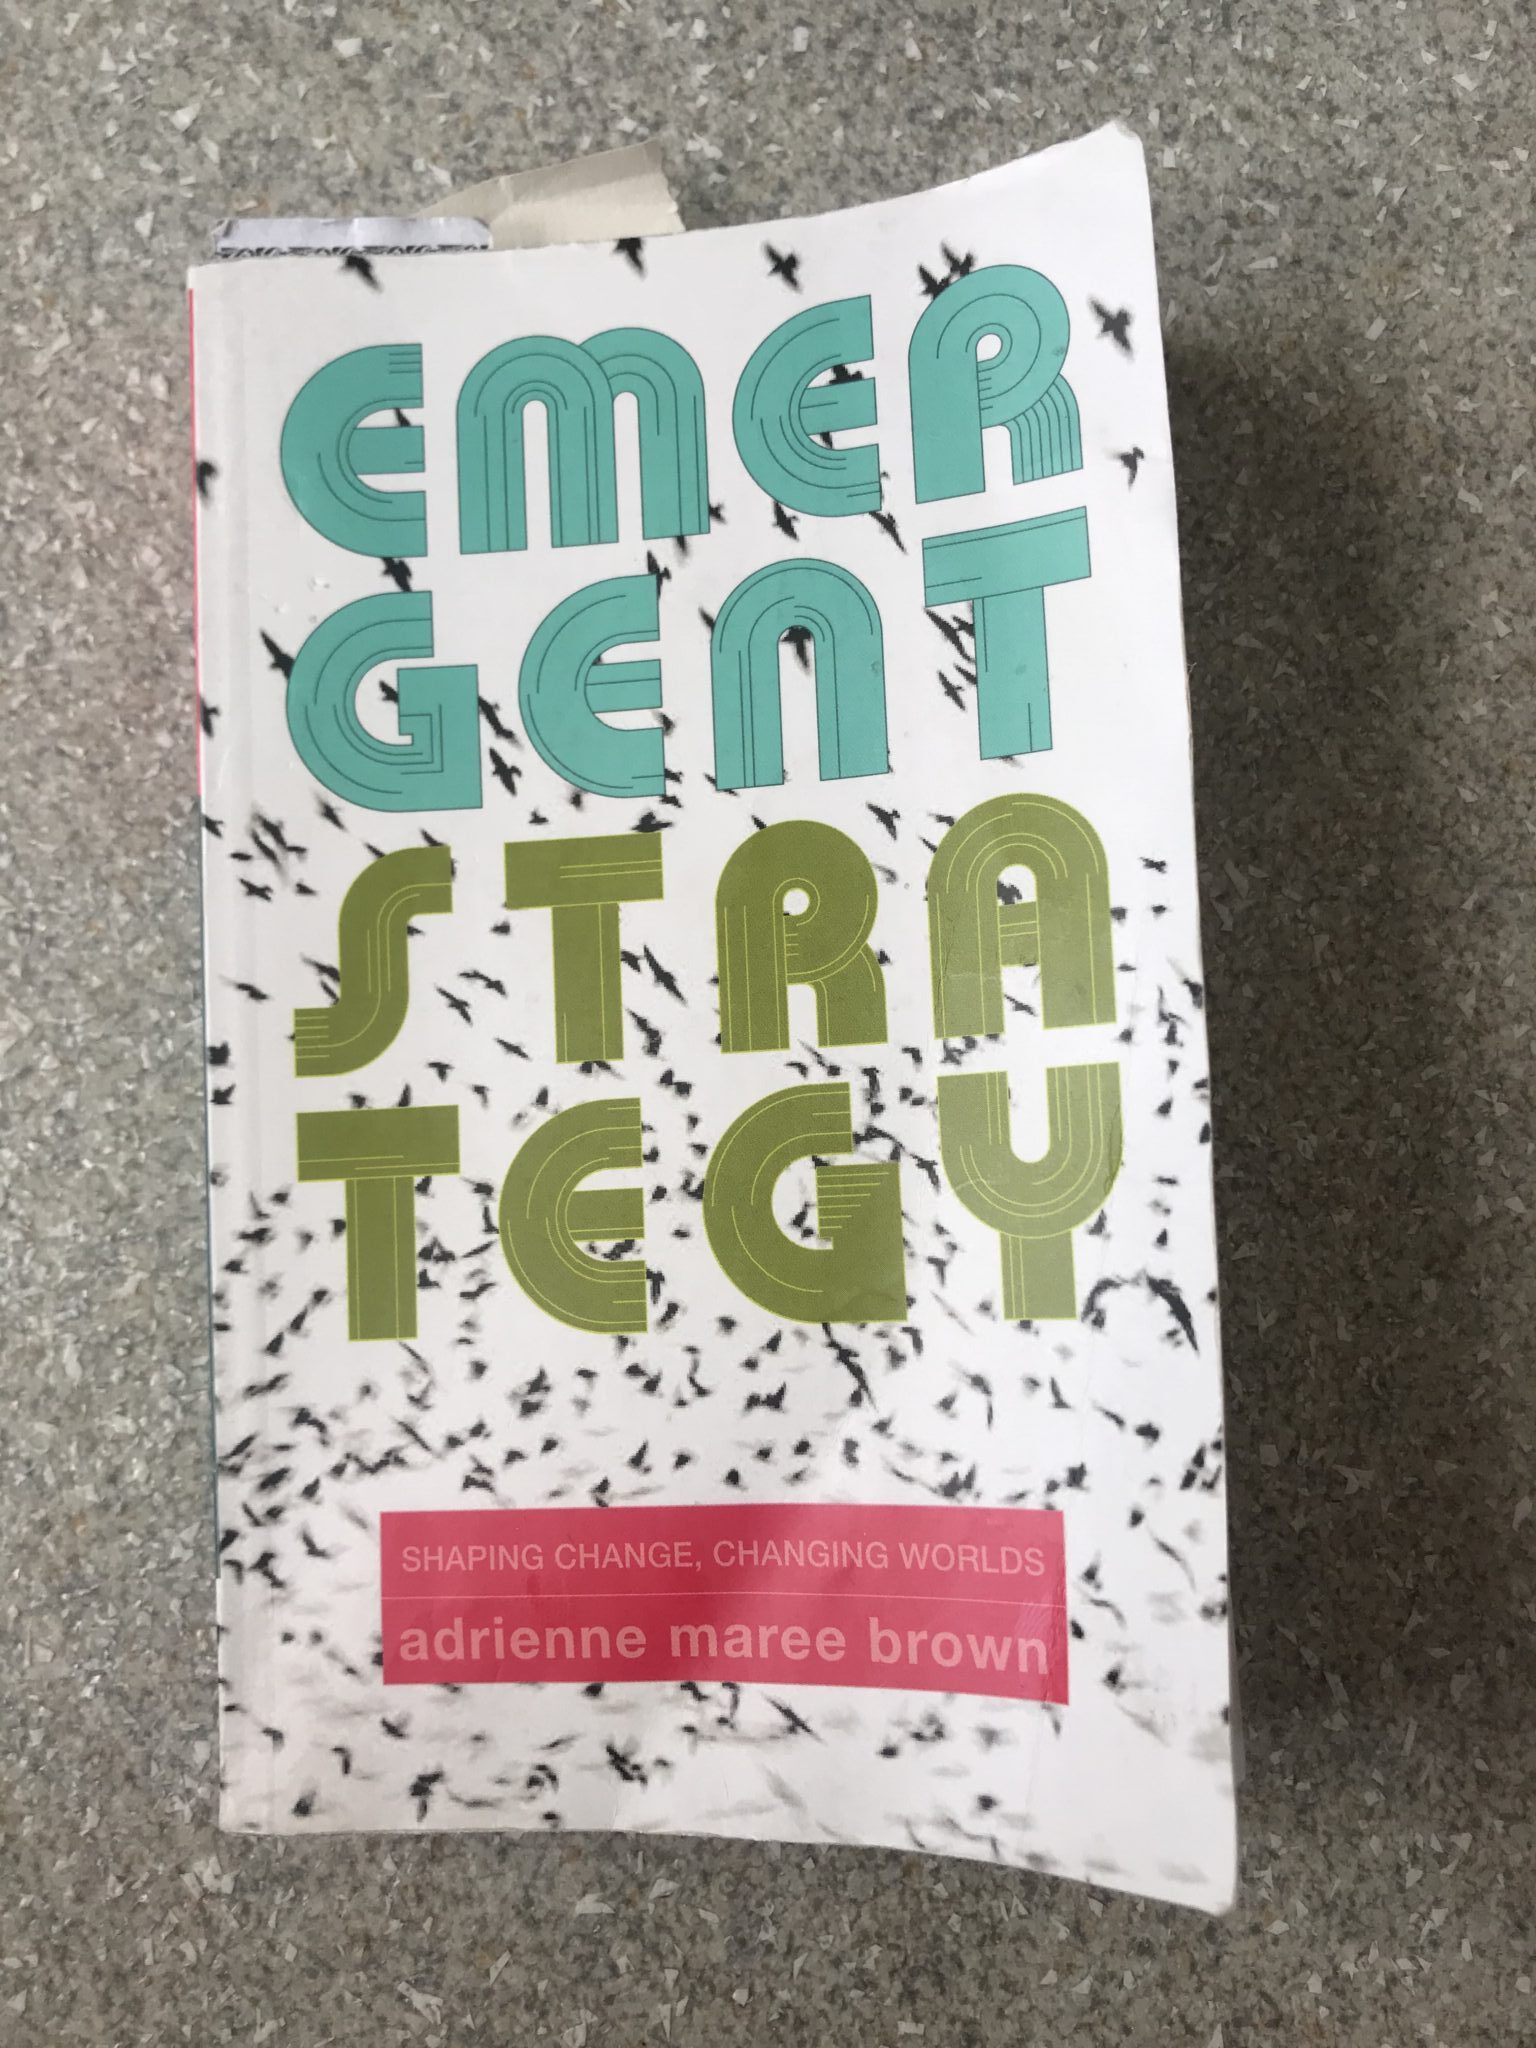 EMER
GENT
STRA
TEGY
SHAPING CHANGE, CHANGING WORLDS
adrienne maree brown